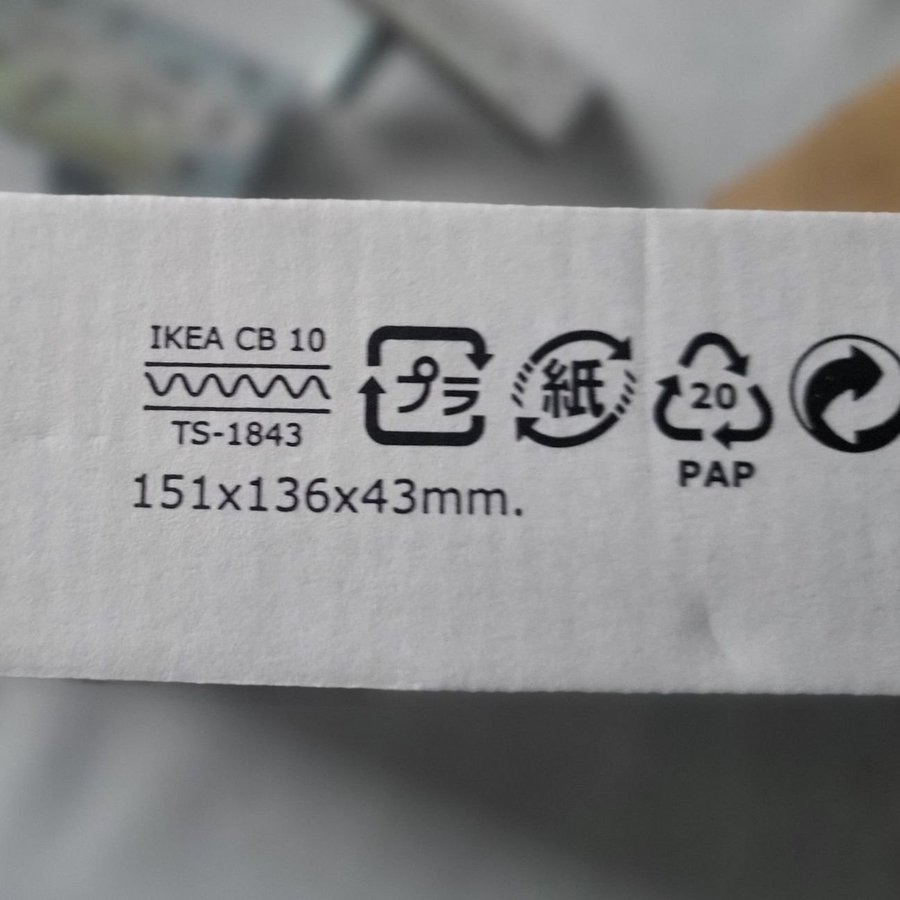 IKEA CB 10
TS-1843
プラ
紙
20
PAP
151x136x43mm.